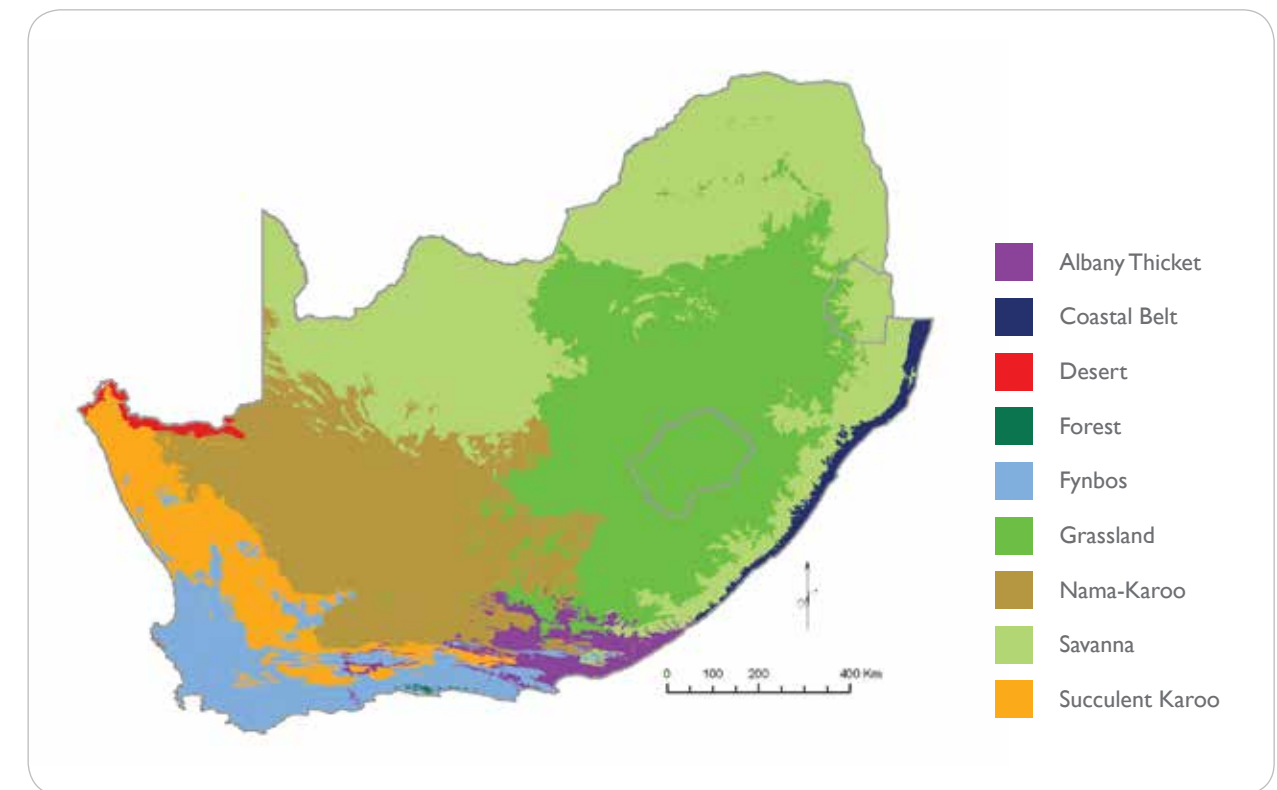 Albany Thicket
Coastal Belt
Desert
Forest
Fynbos
Grassland
Nama-Karoo
Savanna
Succulent Karoo
0 100 200 400 Km